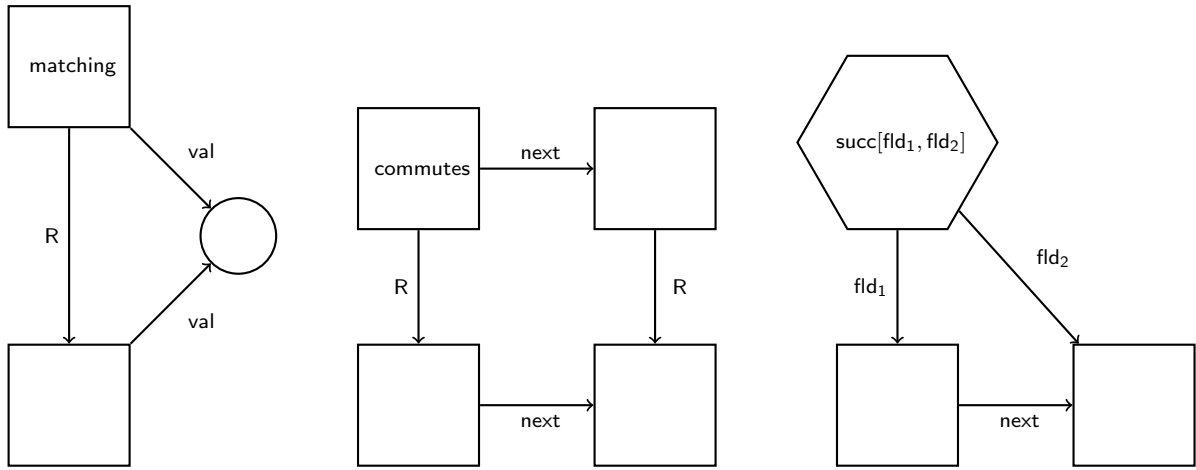 matching
val
R
val
commutes
next
R
R
next
succ[fld₁, fld₂]
fld₁
fld₂
next